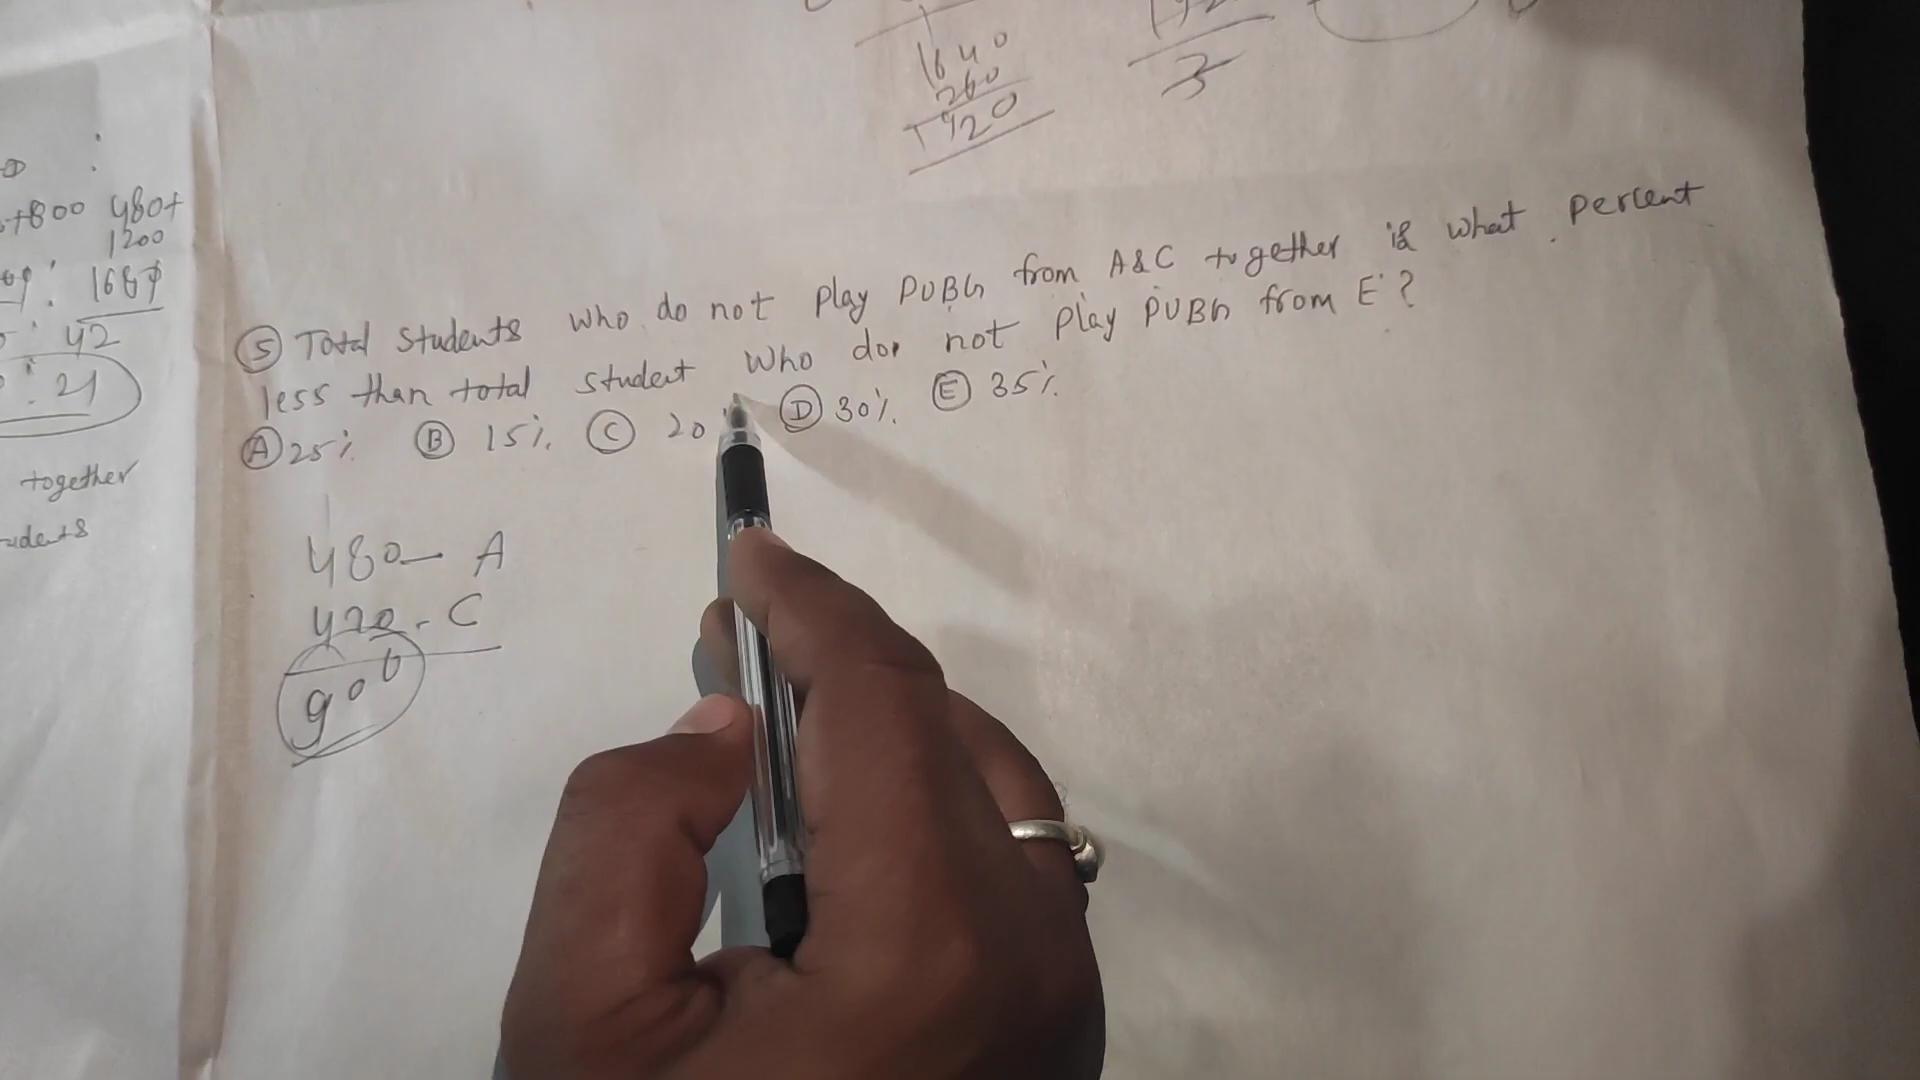 1640
260
1920
3
+800 480+
1200
1680
42
21
together
⑤ Total students who do not play PUBG from A&C together is what percent
less than total student who do not play PUBG from E?
Ⓐ 25% Ⓑ 15% Ⓒ 20 Ⓓ 30% Ⓔ 35%
480 - A
420 - C
900